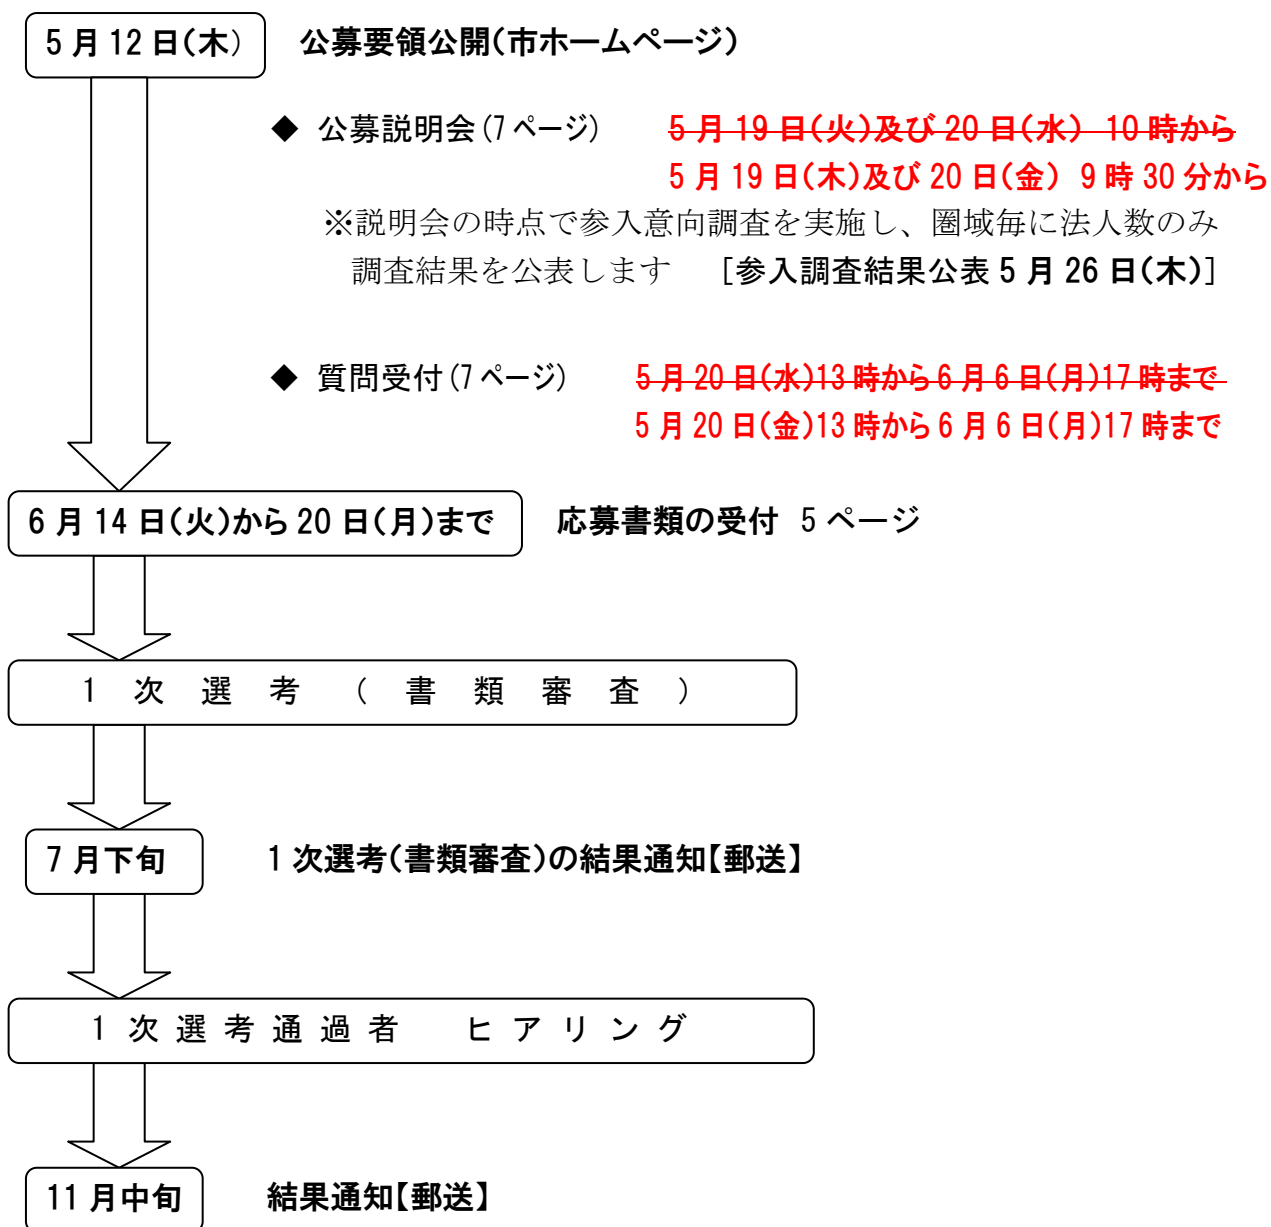 5月12日(木) 公募要領公開(市ホームページ)
◆ 公募説明会(7ページ) 5月19日(火)及び20日(水) 10時から
5月19日(木)及び20日(金) 9時30分から
※説明会の時点で参入意向調査を実施し、圏域毎に法人数のみ
調査結果を公表します [参入調査結果公表5月26日(木)]
◆ 質問受付(7ページ) 5月20日(水)13時から6月6日(月)17時まで
5月20日(金)13時から6月6日(月)17時まで
6月14日(火)から20日(月)まで 応募書類の受付 5ページ
1次選考(書類審査)
7月下旬 1次選考(書類審査)の結果通知【郵送】
1次選考通過者 ヒアリング
11月中旬 結果通知【郵送】